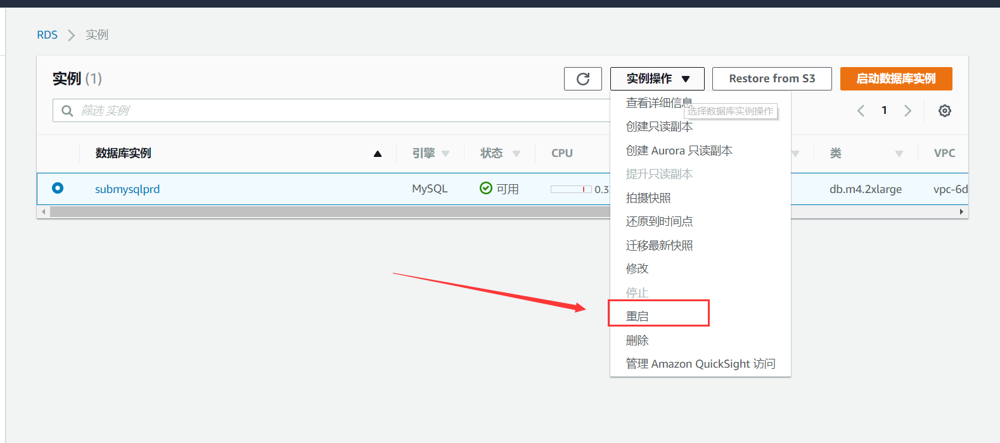 RDS 实例
实例 (1)
实例操作
Restore from S3
启动数据库实例
筛选 实例
1
查看详细信息
选择数据库实例操作
创建只读副本
创建 Aurora 只读副本
提升只读副本
拍摄快照
还原到时间点
迁移最新快照
修改
停止
重启
删除
管理 Amazon QuickSight 访问
数据库实例 引擎 状态 CPU 类 VPC
submysqlprd MySQL 可用 0.3 db.m4.2xlarge vpc-6d